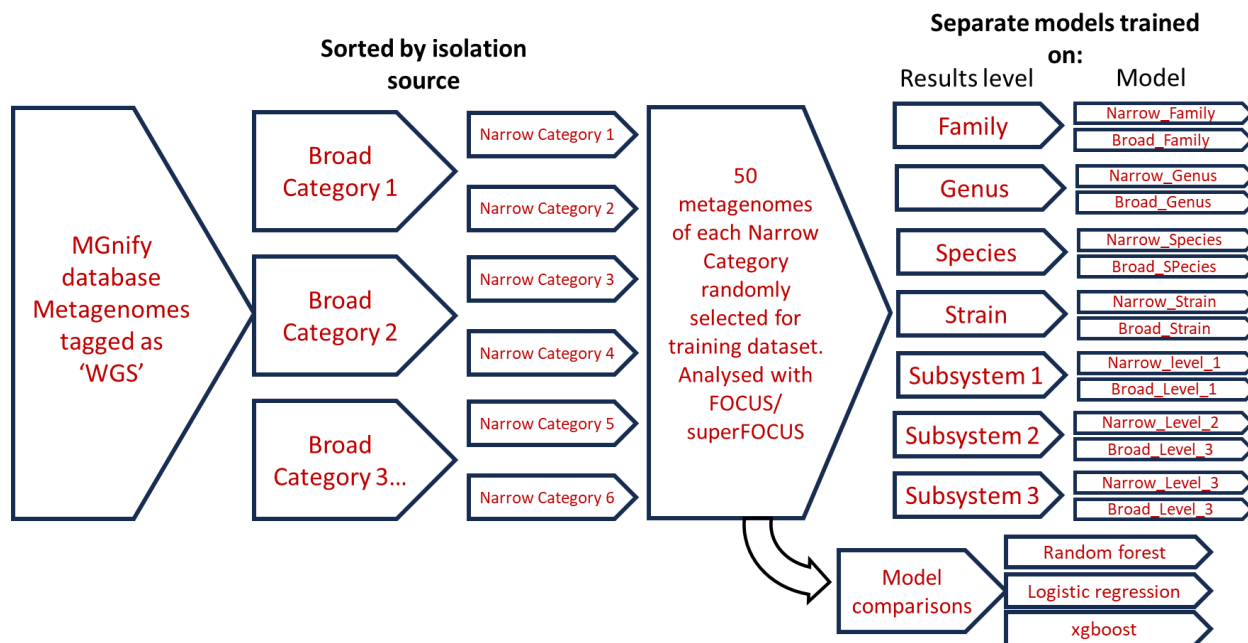 Sorted by isolation
source
Separate models trained
on:
Results level
Model
MGnify
database
Metagenomes
tagged as
‘WGS’
Broad
Category 1
Broad
Category 2
Broad
Category 3...
Narrow Category 1
Narrow Category 2
Narrow Category 3
Narrow Category 4
Narrow Category 5
Narrow Category 6
50
metagenomes
of each Narrow
Category
randomly
selected for
training dataset.
Analysed with
FOCUS/
superFOCUS
Family
Narrow_Family
Broad_Family
Genus
Narrow_Genus
Broad_Genus
Species
Narrow_Species
Broad_SPecies
Strain
Narrow_Strain
Broad_Strain
Subsystem 1
Narrow_level_1
Broad_Level_1
Subsystem 2
Narrow_Level_2
Broad_Level_3
Subsystem 3
Narrow_Level_3
Broad_Level_3
Model
comparisons
Random forest
Logistic regression
xgboost